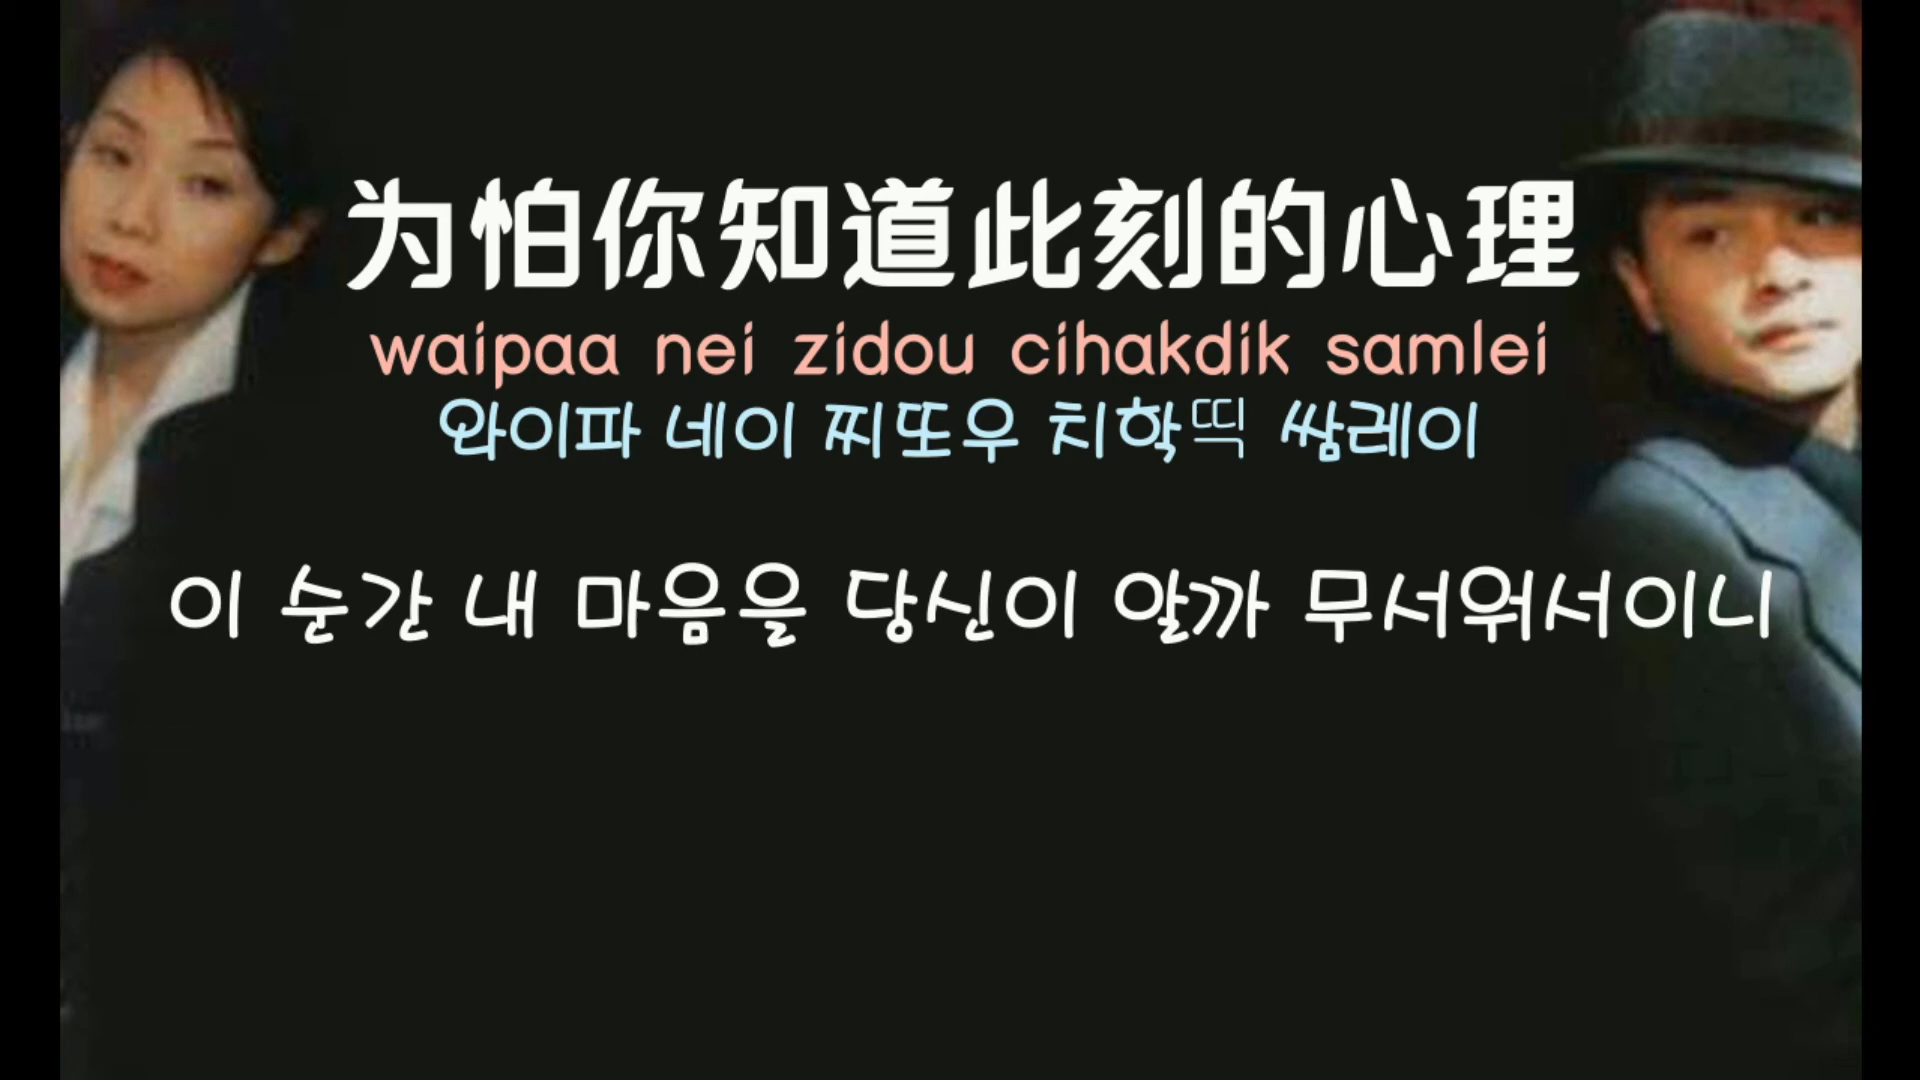 为怕你知道此刻的心理
waipaa nei zidou cihakdik samlei
와이파 네이 찌또우 치학띅 쌈레이
이 순간 내 마음을 당신이 알까 무서워서이니